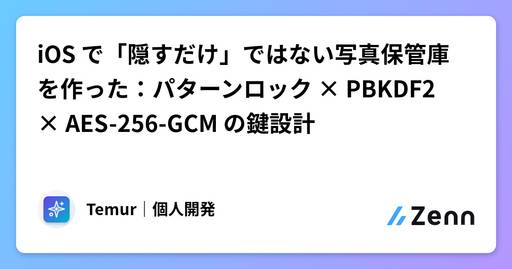 iOS で「隠すだけ」ではない写真保管庫
を作った：パターンロック × PBKDF2
× AES-256-GCM の鍵設計
Temur｜個人開発
Zenn